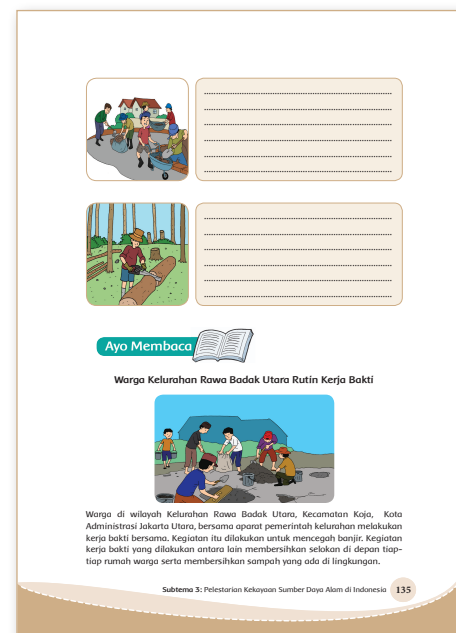 Ayo Membaca
Warga Kelurahan Rawa Badak Utara Rutin Kerja Bakti
Warga di wilayah Kelurahan Rawa Badak Utara, Kecamatan Koja, Kota
Administrasi Jakarta Utara, bersama aparat pemerintah kelurahan melakukan
kerja bakti bersama. Kegiatan itu dilakukan untuk mencegah banjir. Kegiatan
kerja bakti yang dilakukan antara lain membersihkan selokan di depan tiap-
tiap rumah warga serta membersihkan sampah yang ada di lingkungan.
Subtema 3: Pelestarian Kekayaan Sumber Daya Alam di Indonesia 135